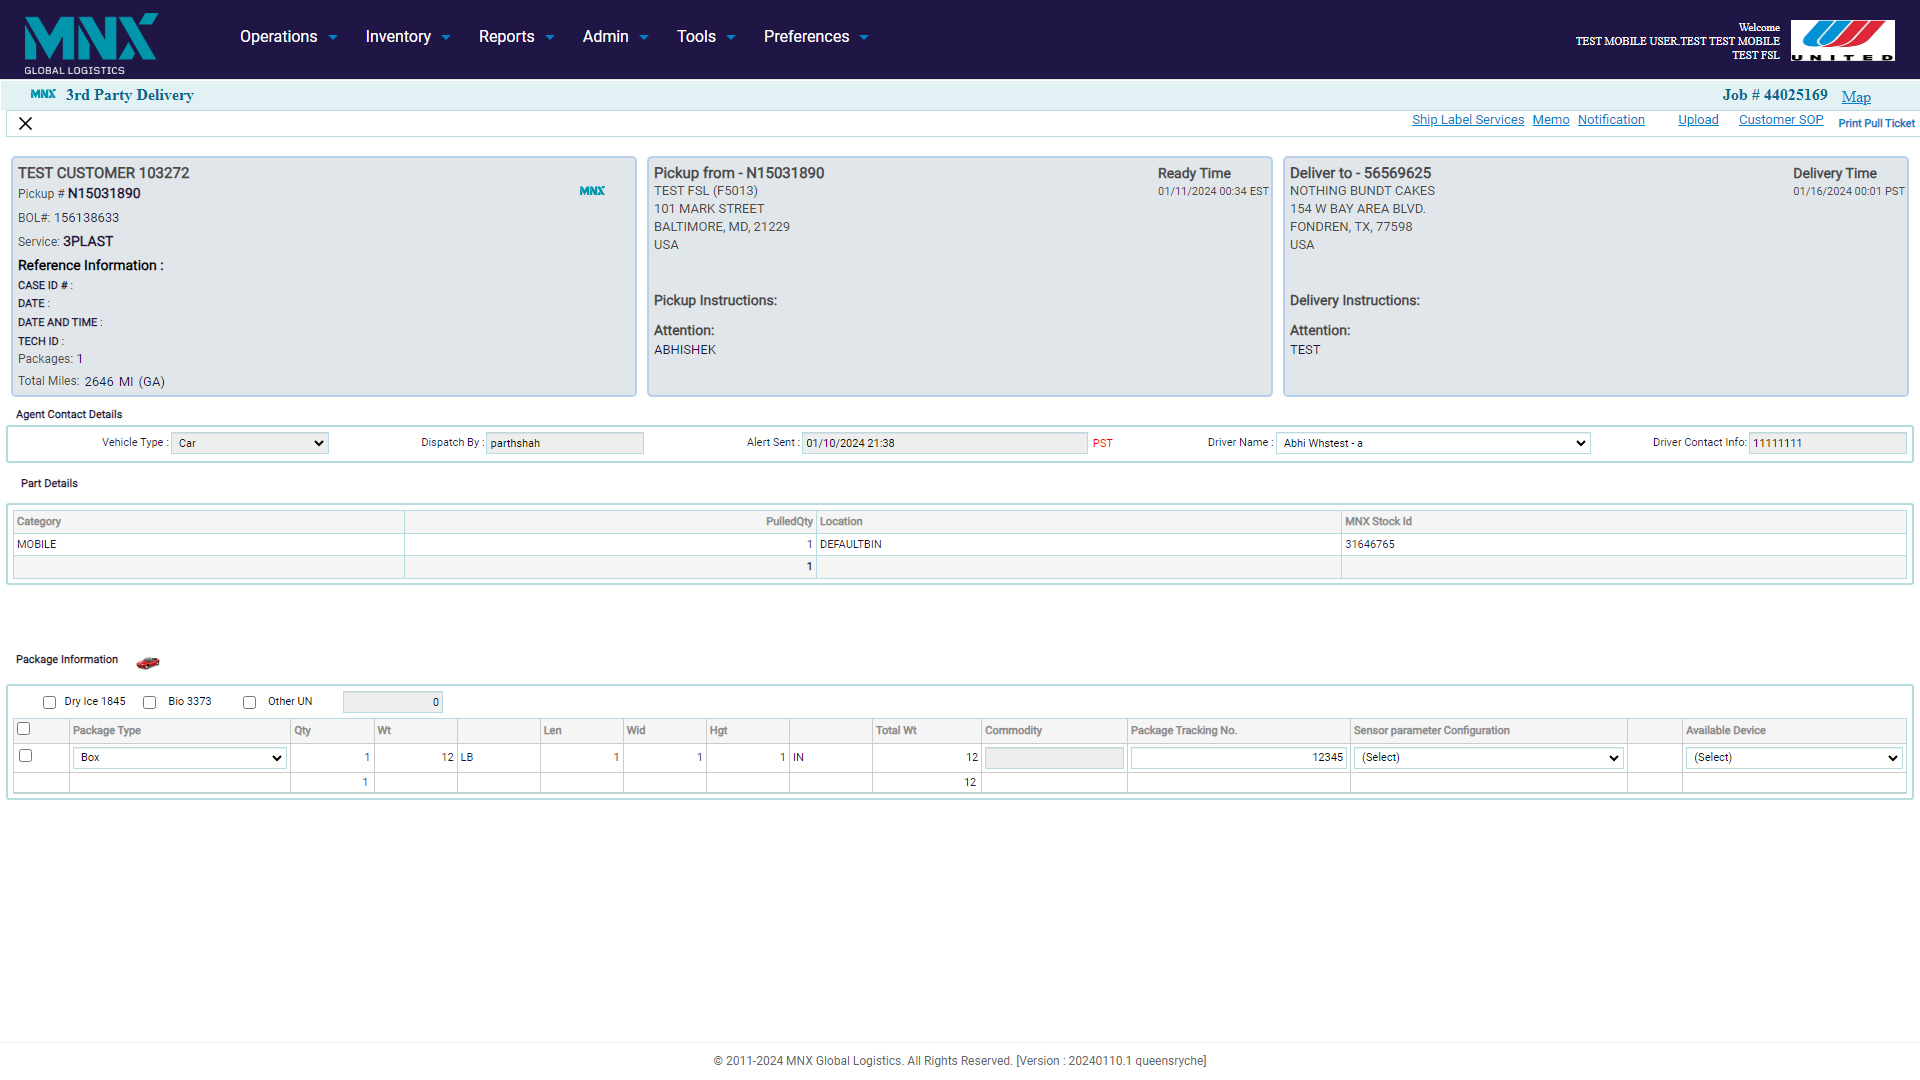 MNX
GLOBAL LOGISTICS
Operations Inventory Reports Admin Tools Preferences
Welcome
TEST MOBILE USER.TEST TEST MOBILE
TEST FSL
UNITED
MNX 3rd Party Delivery
Job # 44025169 Map
Ship Label Services Memo Notification Upload Customer SOP Print Pull Ticket
TEST CUSTOMER 103272
Pickup # N15031890
MNX
BOL#: 156138633
Service: 3PLAST
Reference Information :
CASE ID # :
DATE :
DATE AND TIME :
TECH ID :
Packages: 1
Total Miles: 2646 MI (GA)
Pickup from - N15031890 Ready Time
TEST FSL (F5013) 01/11/2024 00:34 EST
101 MARK STREET
BALTIMORE, MD, 21229
USA
Pickup Instructions:
Attention:
ABHISHEK
Deliver to - 56569625 Delivery Time
NOTHING BUNDT CAKES 01/16/2024 00:01 PST
154 W BAY AREA BLVD.
FONDREN, TX, 77598
USA
Delivery Instructions:
Attention:
TEST
Agent Contact Details
Vehicle Type : Car Dispatch By : parthshah Alert Sent : 01/10/2024 21:38 PST Driver Name : Abhi Whstest - a Driver Contact Info: 11111111
Part Details
Category PulledQty Location MNX Stock Id
MOBILE 1 DEFAULTBIN 31646765
1
Package Information
Dry Ice 1845 Bio 3373 Other UN 0
Package Type Qty Wt Len Wid Hgt Total Wt Commodity Package Tracking No. Sensor parameter Configuration Available Device
Box 1 12 LB 1 1 1 IN 12 12345 (Select) (Select)
1 12
© 2011-2024 MNX Global Logistics. All Rights Reserved. [Version : 20240110.1 queensryche]